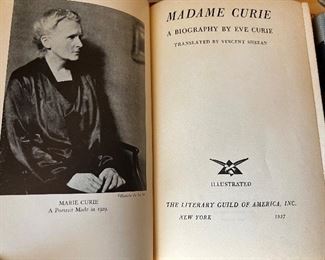 MARIE CURIE
A Portrait Made in 1929.
MADAME CURIE
A BIOGRAPHY BY EVE CURIE
TRANSLATED BY VINCENT SHEEAN
ILLUSTRATED
THE LITERARY GUILD OF AMERICA, INC.
NEW YORK 1937